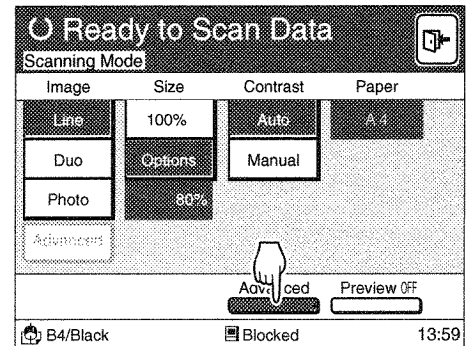 Ready to Scan Data
Scanning Mode
Image Size Contrast Paper
Line 100% Auto A4
Duo Options Manual
Photo 80%
Advanced
Advanced Preview OFF
B4/Black Blocked 13:59